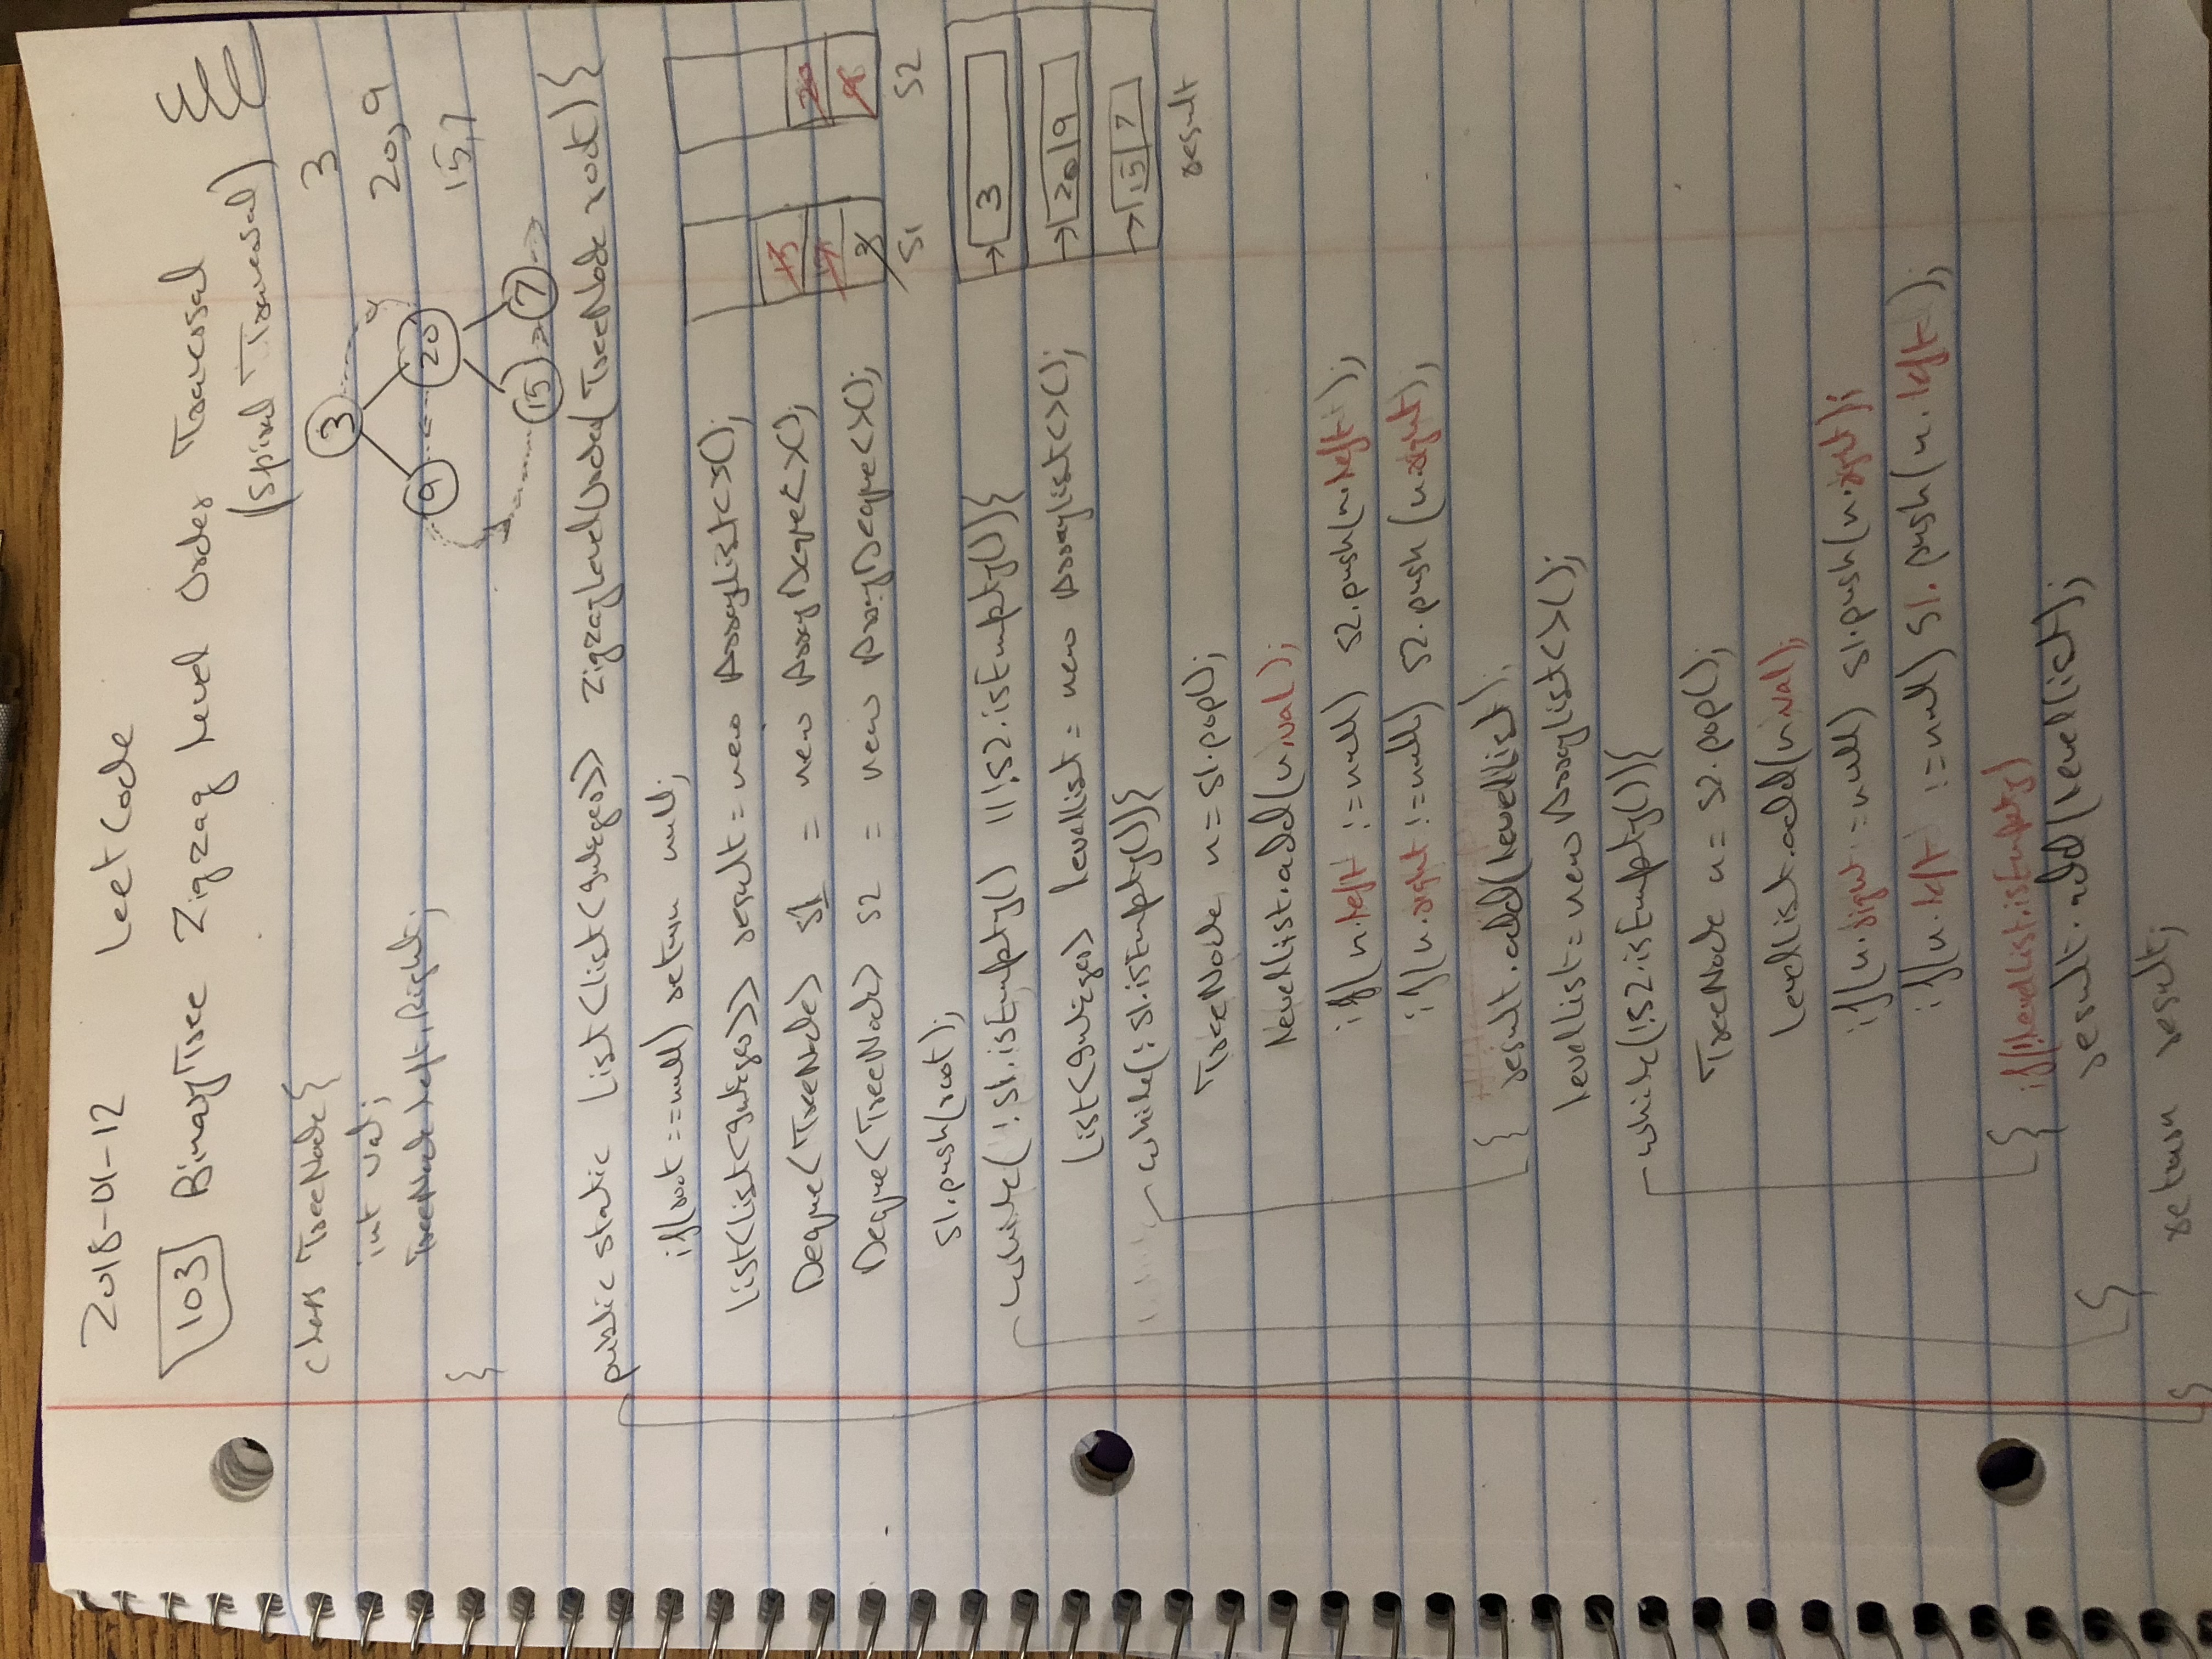 2018-01-12 LeetCode
103 Binary Tree Zigzag Level Order Traversal
(Spiral Traversal)
class TreeNode {
int val;
TreeNode left, Right;
}
3
9 20
15 7
3
20, 9
15, 7
public static List<List<Integer>> zigzagLevelOrder(TreeNode root) {
if(root ==null) return null;
List<List<Integer>> result = new ArrayList<>();
Deque<TreeNode> S1 = new ArrayDeque<>();
Deque<TreeNode> S2 = new ArrayDeque<>();
15
7
3
S1
20
9
S2
S1.push(root);
while( !S1.isEmpty() || !S2.isEmpty()){
List<Integer> levelList = new ArrayList<>();
while(!S1.isEmpty()){
TreeNode n = S1.pop();
levelList.add(n.val);
if(n.left !=null) S2.push(n.left);
if(n.right !=null) S2.push(n.right);
} result.add(levelList);
levelList = new ArrayList<>();
while(!S2.isEmpty()){
TreeNode n = S2.pop();
levelList.add(n.val);
if(n.right !=null) S1.push(n.right);
if(n.left !=null) S1.push(n.left);
} if(!levelList.isEmpty)
result.add(levelList);
}
return result;
}
3
20 9
15 7
result